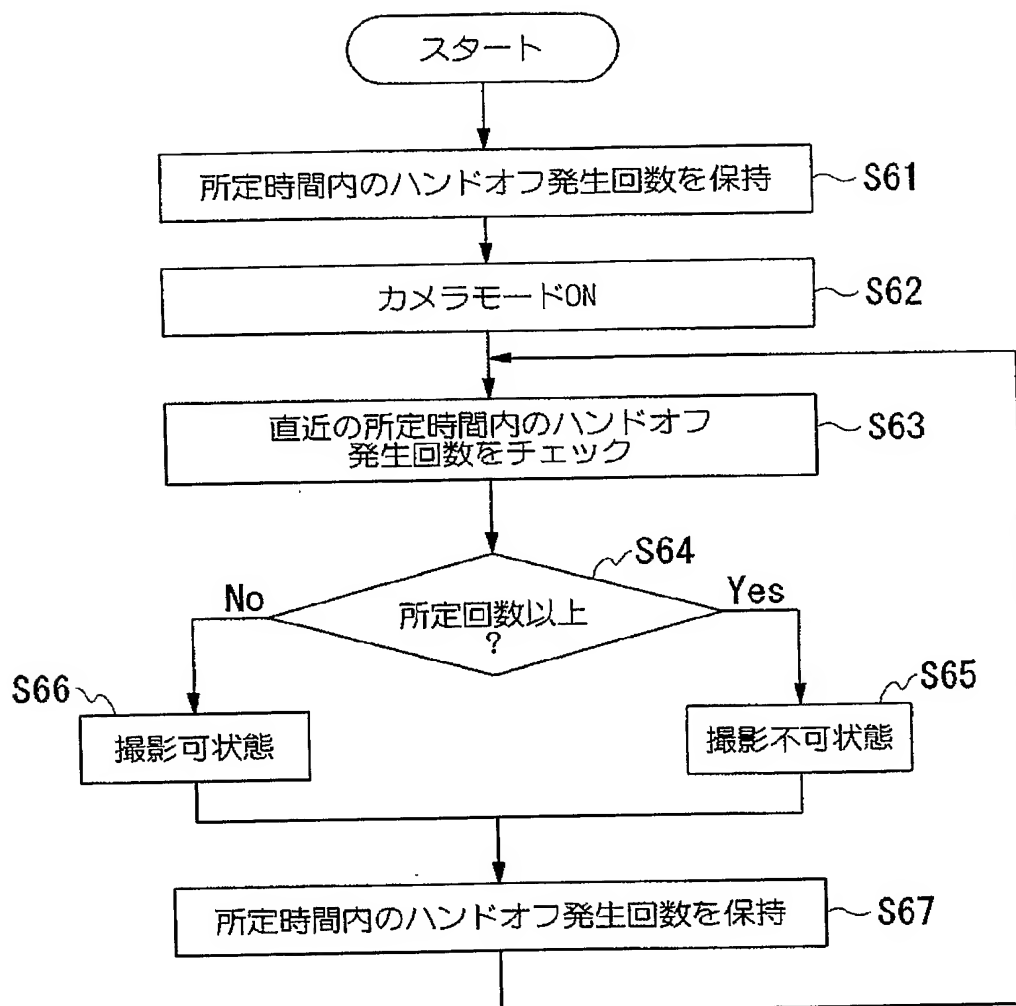 スタート
所定時間内のハンドオフ発生回数を保持
S61
カメラモードON
S62
直近の所定時間内のハンドオフ
発生回数をチェック
S63
S64
No
所定回数以上
?
Yes
S66
撮影可状態
S65
撮影不可状態
所定時間内のハンドオフ発生回数を保持
S67